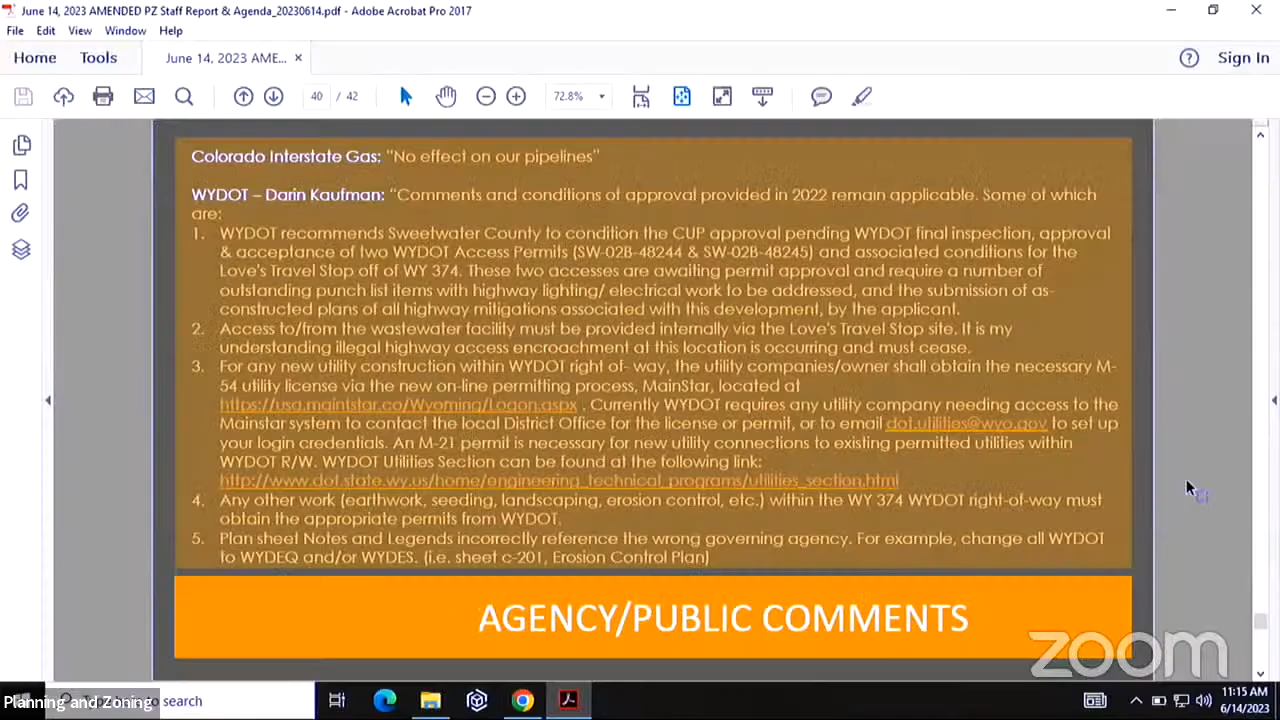 June 14, 2023 AMENDED PZ Staff Report & Agenda_20230614.pdf - Adobe Acrobat Pro 2017
File Edit View Window Help
Home Tools June 14, 2023 AME... × Sign In
40 / 42 72.8%
Colorado Interstate Gas: "No effect on our pipelines"
WYDOT – Darin Kaufman: "Comments and conditions of approval provided in 2022 remain applicable. Some of which
are:
1. WYDOT recommends Sweetwater County to condition the CUP approval pending WYDOT final inspection, approval
& acceptance of two WYDOT Access Permits (SW-02B-48244 & SW-02B-48245) and associated conditions for the
Love's Travel Stop off of WY 374. These two accesses are awaiting permit approval and require a number of
outstanding punch list items with highway lighting/ electrical work to be addressed, and the submission of as-
constructed plans of all highway mitigations associated with this development, by the applicant.
2. Access to/from the wastewater facility must be provided internally via the Love's Travel Stop site. It is my
understanding illegal highway access encroachment at this location is occurring and must cease.
3. For any new utility construction within WYDOT right of- way, the utility companies/owner shall obtain the necessary M-
54 utility license via the new on-line permitting process, MainStar, located at
https://usa.maintstar.co/Wyoming/Logon.aspx . Currently WYDOT requires any utility company needing access to the
Mainstar system to contact the local District Office for the license or permit, or to email dot.utilities@wyo.gov to set up
your login credentials. An M-21 permit is necessary for new utility connections to existing permitted utilities within
WYDOT R/W. WYDOT Utilities Section can be found at the following link:
http://www.dot.state.wy.us/home/engineering_technical_programs/utilities_section.html
4. Any other work (earthwork, seeding, landscaping, erosion control, etc.) within the WY 374 WYDOT right-of-way must
obtain the appropriate permits from WYDOT.
5. Plan sheet Notes and Legends incorrectly reference the wrong governing agency. For example, change all WYDOT
to WYDEQ and/or WYDES. (i.e. sheet c-201, Erosion Control Plan)
AGENCY/PUBLIC COMMENTS
zoom
Planning and Zoning to search
11:15 AM
6/14/2023